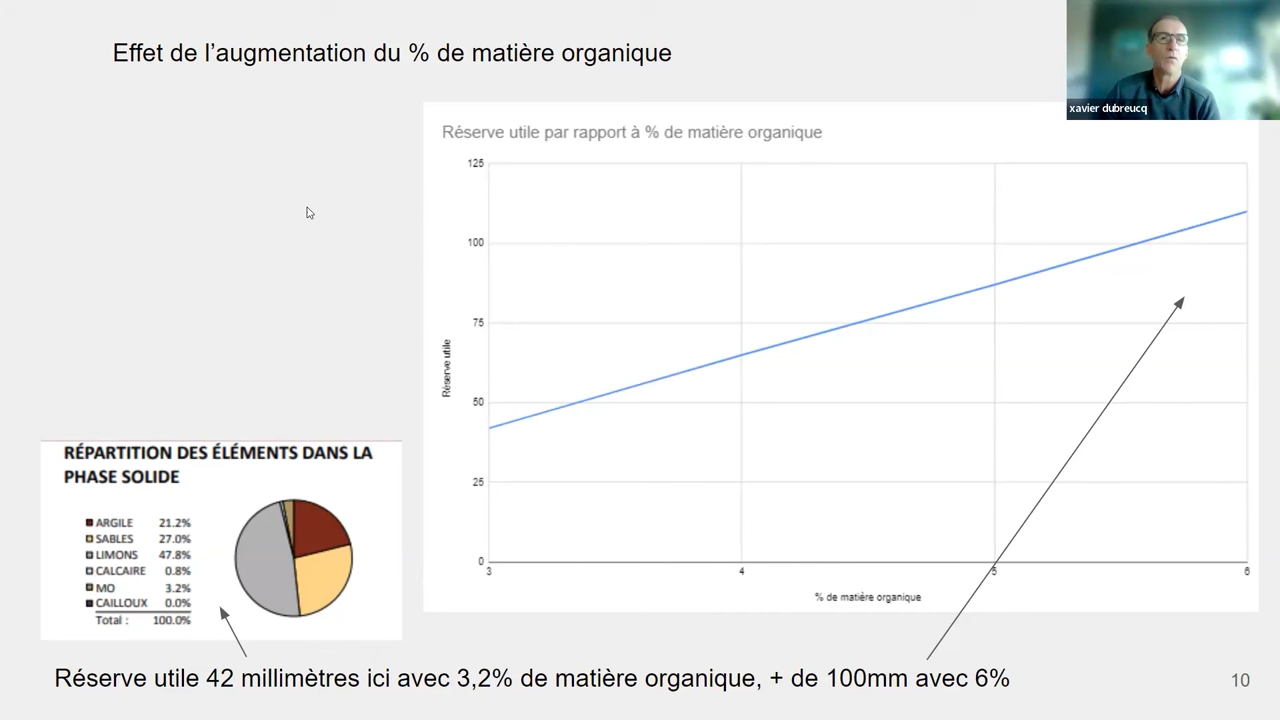 Effet de l’augmentation du % de matière organique
xavier dubreucq
Réserve utile par rapport à % de matière organique
125
100
75
50
25
0
Réserve utile
3
4
5
6
% de matière organique
RÉPARTITION DES ÉLÉMENTS DANS LA
PHASE SOLIDE
ARGILE 21.2%
SABLES 27.0%
LIMONS 47.8%
CALCAIRE 0.8%
MO 3.2%
CAILLOUX 0.0%
Total : 100.0%
Réserve utile 42 millimètres ici avec 3,2% de matière organique, + de 100mm avec 6%
10